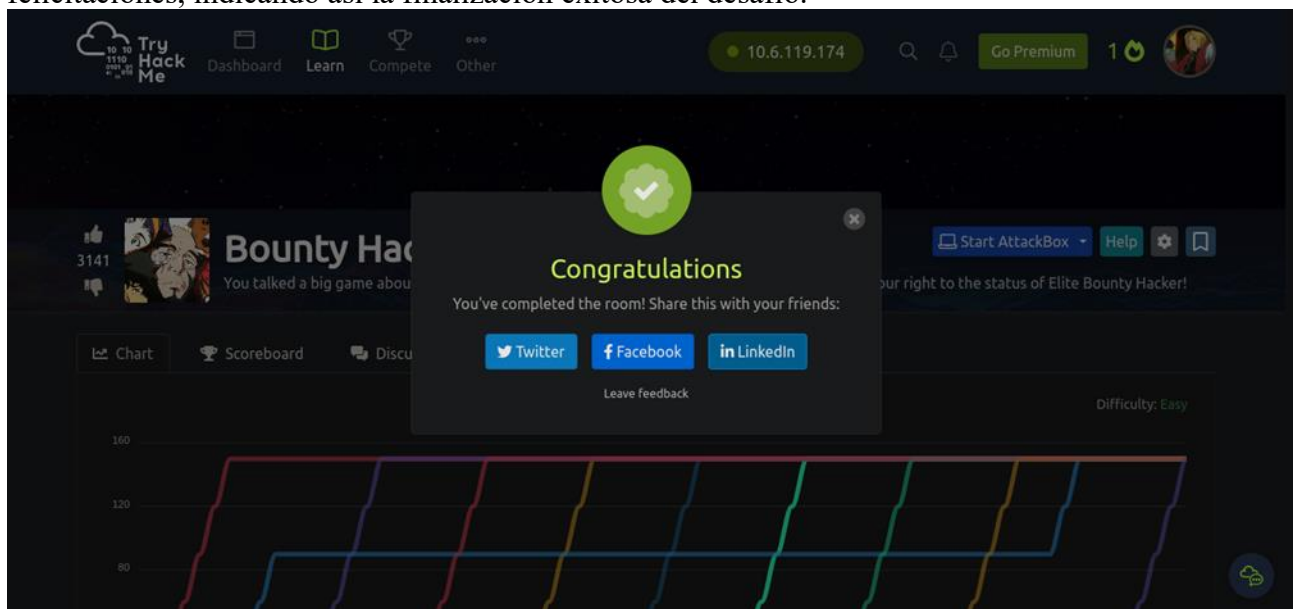 felicitaciones, indicando así la finalización exitosa del desafío.
Try Hack Me
Dashboard Learn Compete Other 10.6.119.174 Go Premium 1
3141
Bounty Hac
You talked a big game abou
Start AttackBox Help
our right to the status of Elite Bounty Hacker!
Congratulations
You've completed the room! Share this with your friends:
Twitter Facebook LinkedIn
Leave feedback
Chart Scoreboard Discu
Difficulty: Easy
160
120
80